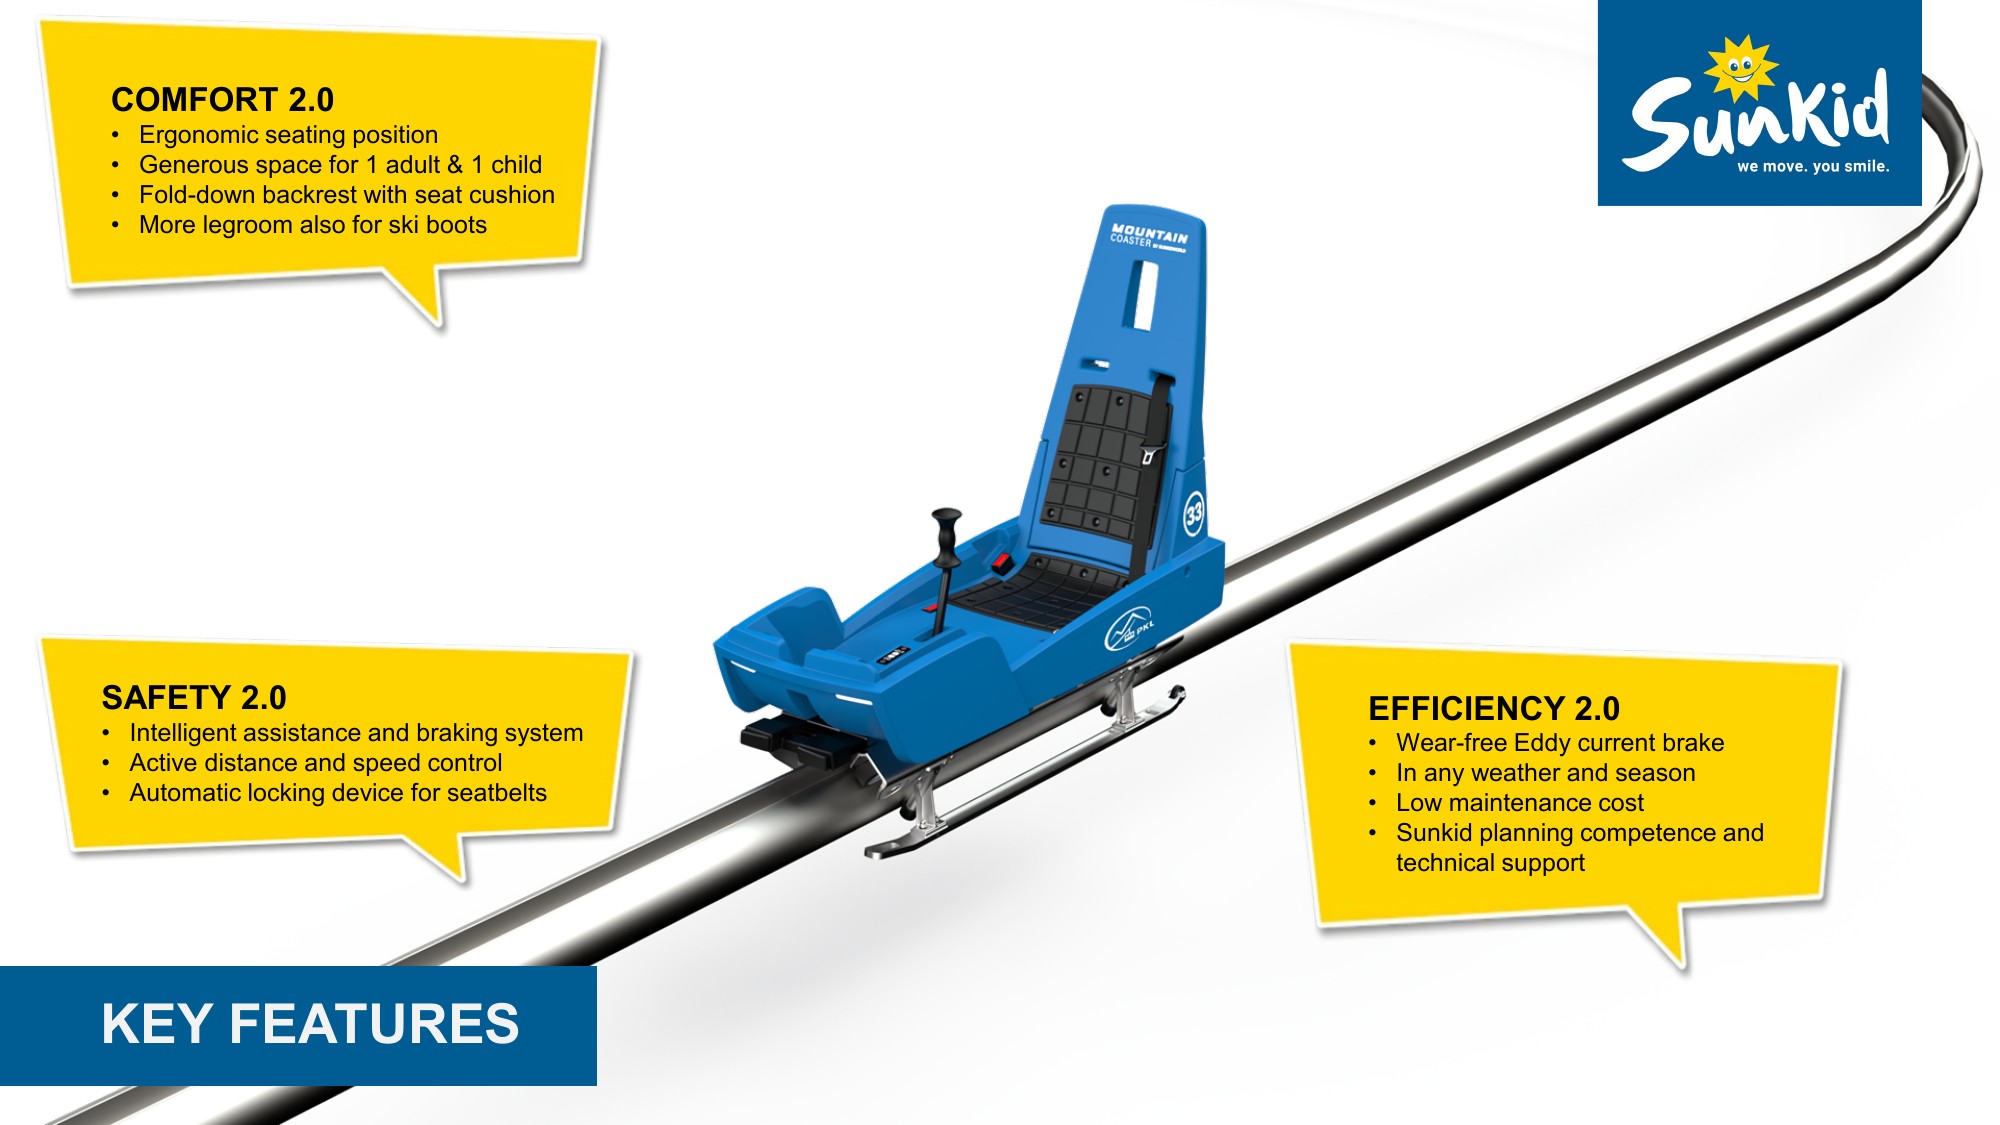 COMFORT 2.0
• Ergonomic seating position
• Generous space for 1 adult & 1 child
• Fold-down backrest with seat cushion
• More legroom also for ski boots
SunKid
we move. you smile.
MOUNTAIN
COASTER BY
33
PKL
SAFETY 2.0
• Intelligent assistance and braking system
• Active distance and speed control
• Automatic locking device for seatbelts
EFFICIENCY 2.0
• Wear-free Eddy current brake
• In any weather and season
• Low maintenance cost
• Sunkid planning competence and
technical support
KEY FEATURES